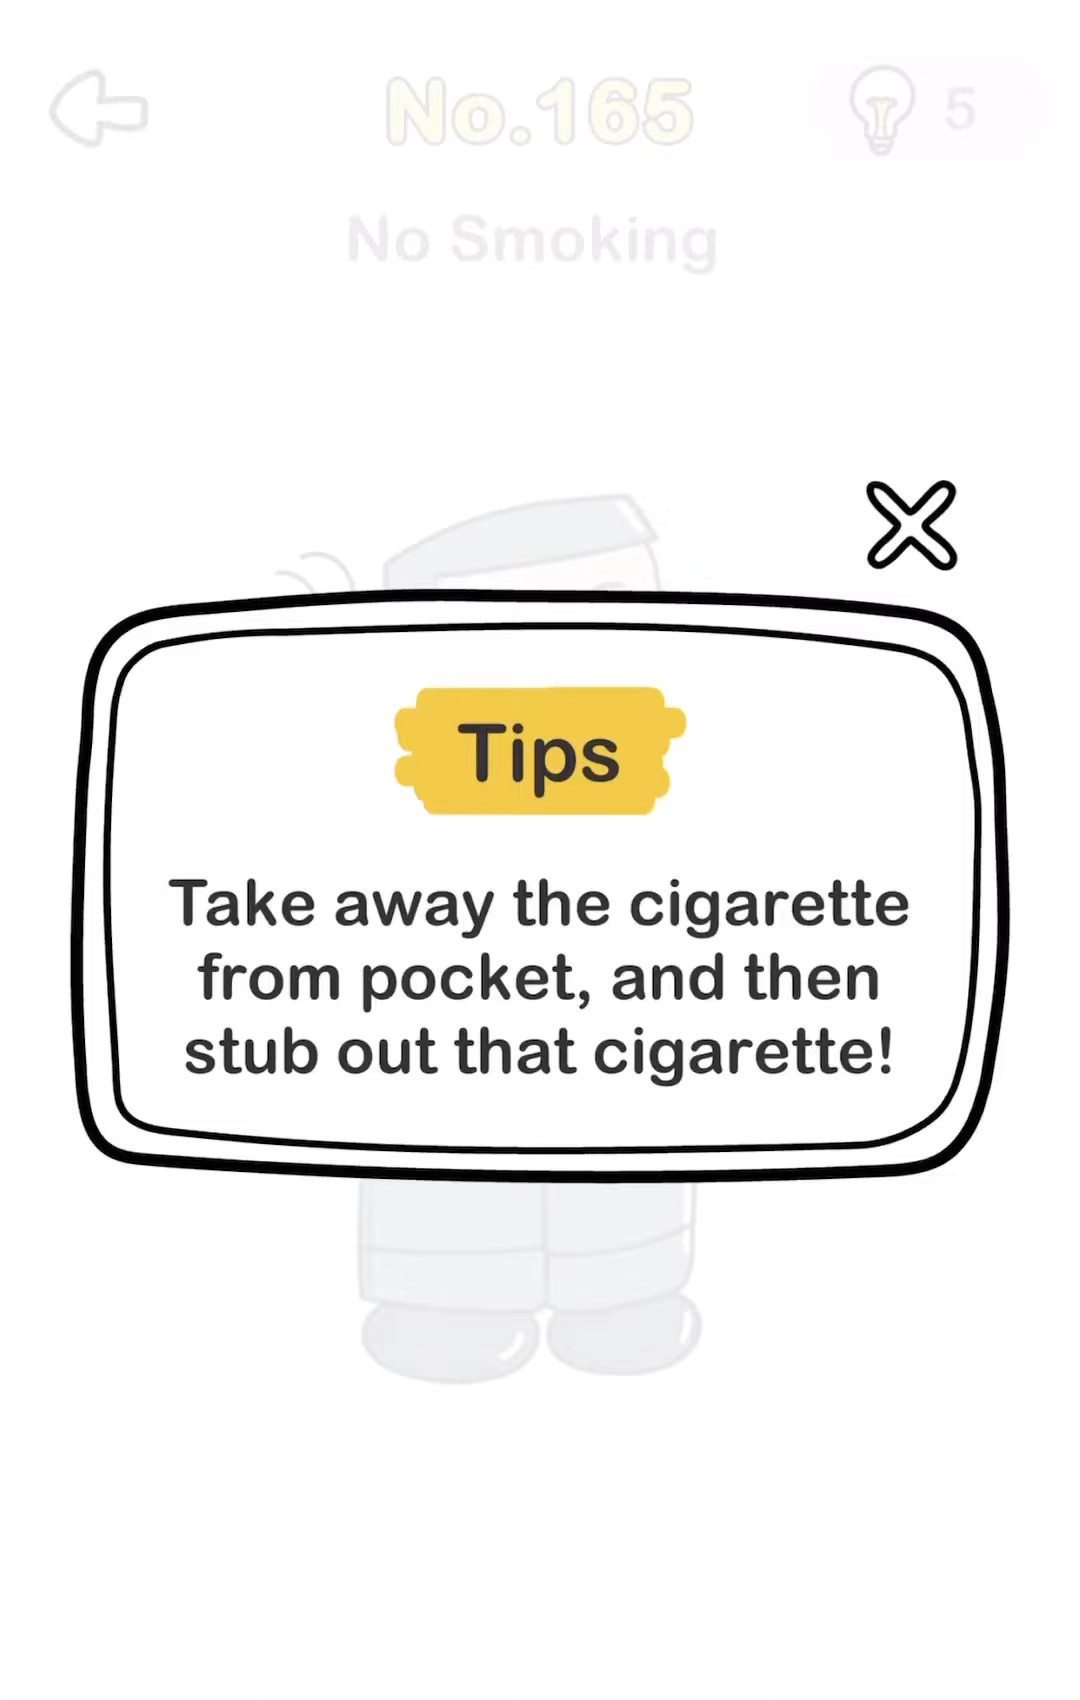 No.165
5
No Smoking
Tips
Take away the cigarette
from pocket, and then
stub out that cigarette!